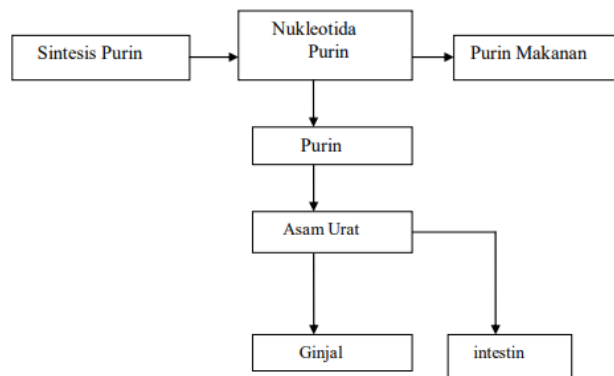 Sintesis Purin
Nukleotida
Purin
Purin Makanan
Purin
Asam Urat
Ginjal
intestin